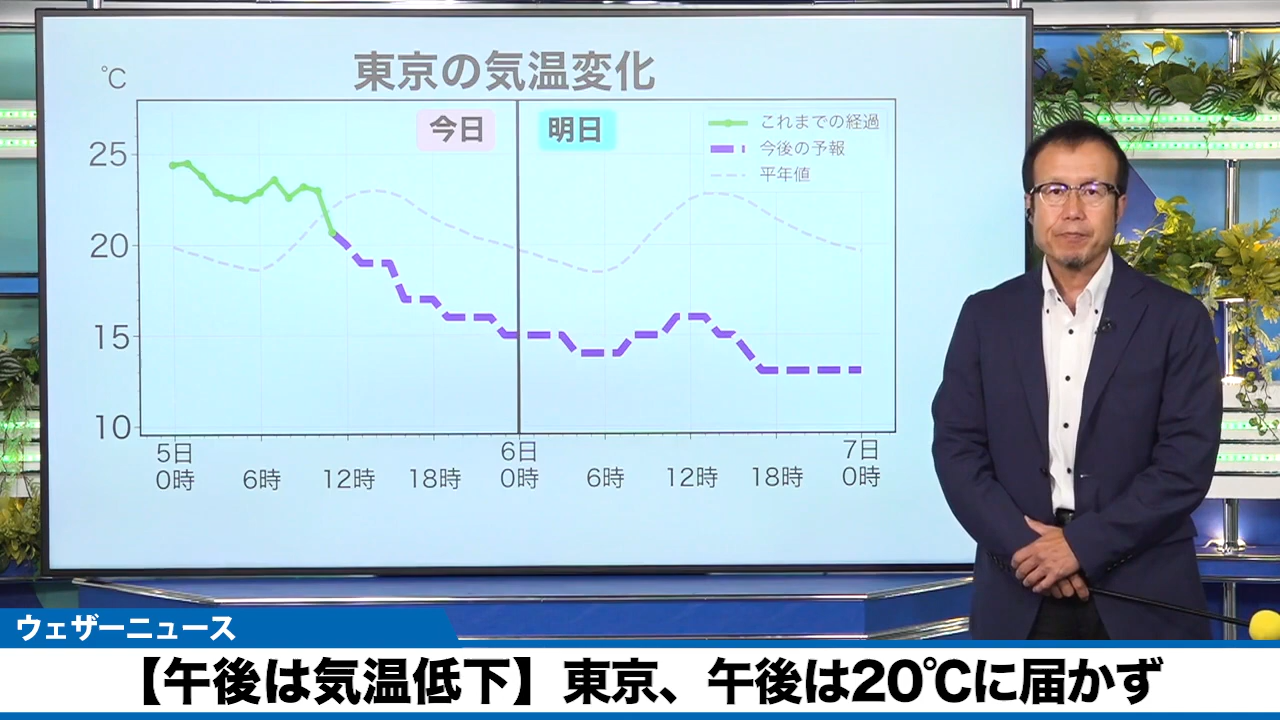 東京の気温変化
℃
今日
明日
これまでの経過
今後の予報
平年値
25
20
15
10
5日
0時
6時
12時
18時
6日
0時
6時
12時
18時
7日
0時
ウェザーニュース
【午後は気温低下】東京、午後は20℃に届かず